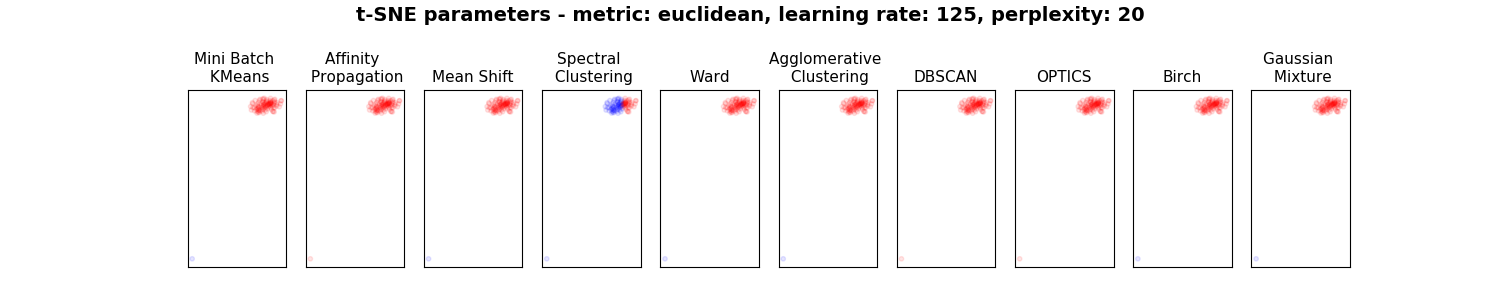 t-SNE parameters - metric: euclidean, learning rate: 125, perplexity: 20
Mini Batch
KMeans
Affinity
Propagation
Mean Shift
Spectral
Clustering
Ward
Agglomerative
Clustering
DBSCAN
OPTICS
Birch
Gaussian
Mixture